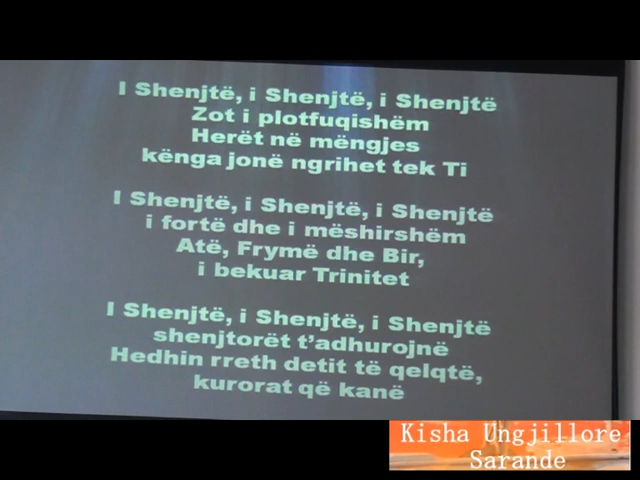 I Shenjtë, i Shenjtë, i Shenjtë
Zot i plotfuqishëm
Herët në mëngjes
kënga jonë ngrihet tek Ti
I Shenjtë, i Shenjtë, i Shenjtë
i fortë dhe i mëshirshëm
Atë, Frymë dhe Bir,
i bekuar Trinitet
I Shenjtë, i Shenjtë, i Shenjtë
shenjtorët t'adhurojnë
Hedhin rreth detit të qelqtë,
kurorat që kanë
Kisha Ungjillore
Sarande